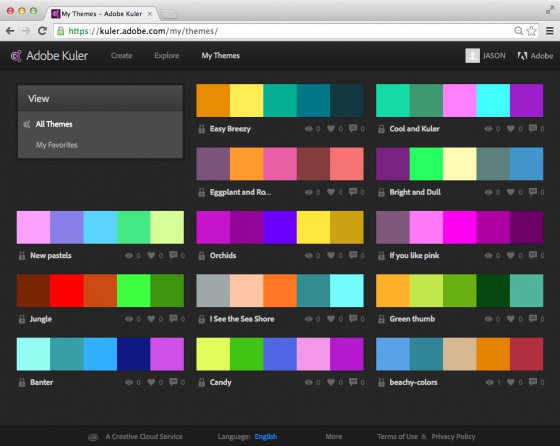 My Themes - Adobe Kuler
https://kuler.adobe.com/my/themes/
Adobe Kuler Create Explore My Themes JASON Adobe
View
All Themes
My Favorites
Easy Breezy 0 0 0
Cool and Kuler 0 0 0
Eggplant and Ro... 0 0 0
Bright and Dull 0 0 0
New pastels 0 0 0
Orchids 0 0 0
If you like pink 0 0 0
Jungle 0 0 0
I See the Sea Shore 0 0 0
Green thumb 0 0 0
Banter 0 0 0
Candy 0 0 0
beachy-colors 1 0 0
A Creative Cloud Service Language: English More Terms of Use & Privacy Policy